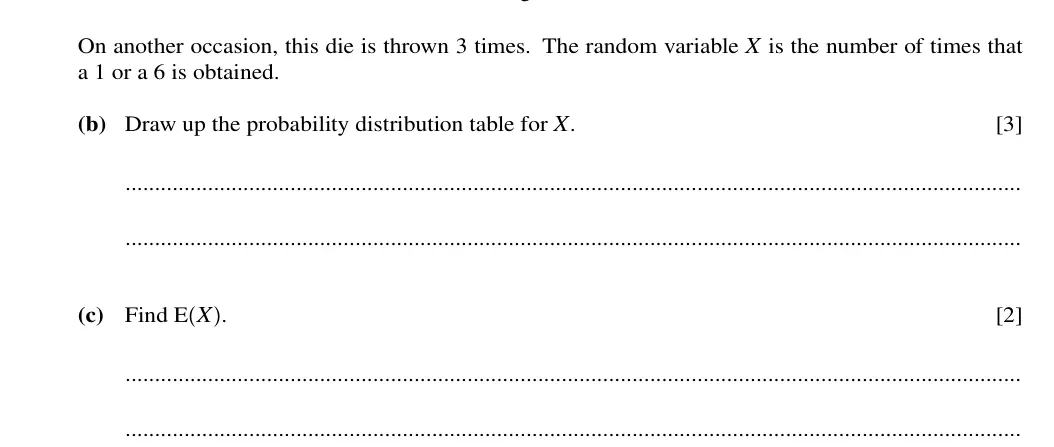 On another occasion, this die is thrown 3 times. The random variable X is the number of times that
a 1 or a 6 is obtained.
(b) Draw up the probability distribution table for X. [3]
................................................................................
................................................................................
(c) Find E(X). [2]
................................................................................
................................................................................